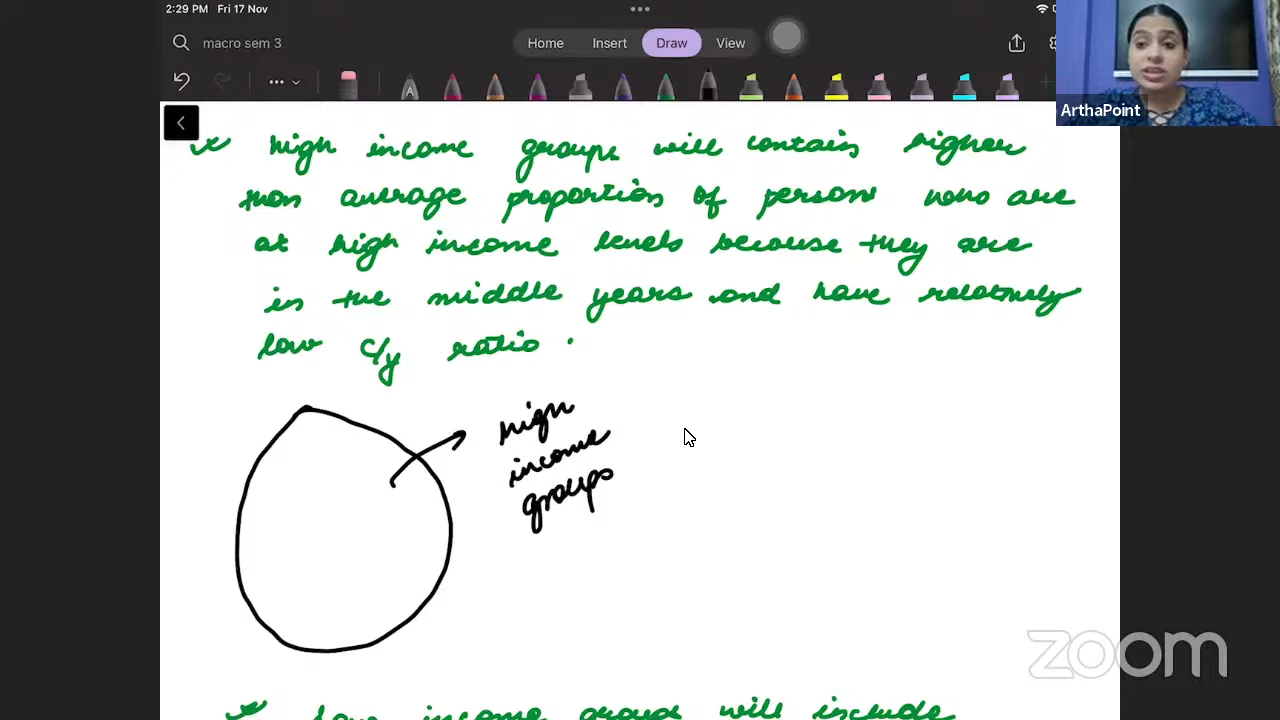 2:29 PM Fri 17 Nov
macro sem 3
Home Insert Draw View
A
ArthaPoint
* high income groups will contain higher
than average proportion of persons who are
at high income levels because they are
in the middle years and have relatively
low c/y ratio.
high
income
groups
zoom
* low income groups will include